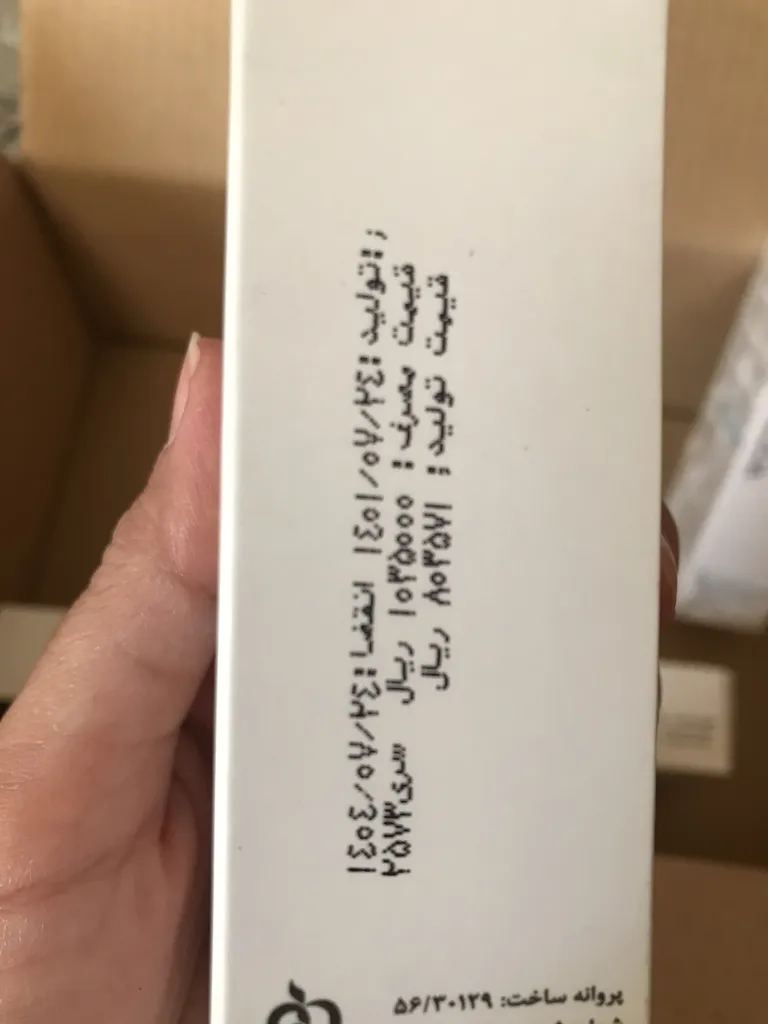 تولید : ۱۴۰۱/۰۷/۲۴ انقضا : ۱۴۰۴/۰۷/۲۴
قیمت مصرف : ۱۰۳۵۰۰۰ ریال سری ۲۵۷۳
قیمت تولید : ۸۰۳۵۷۱ ریال
پروانه ساخت: ۵۶/۳۰۱۲۹